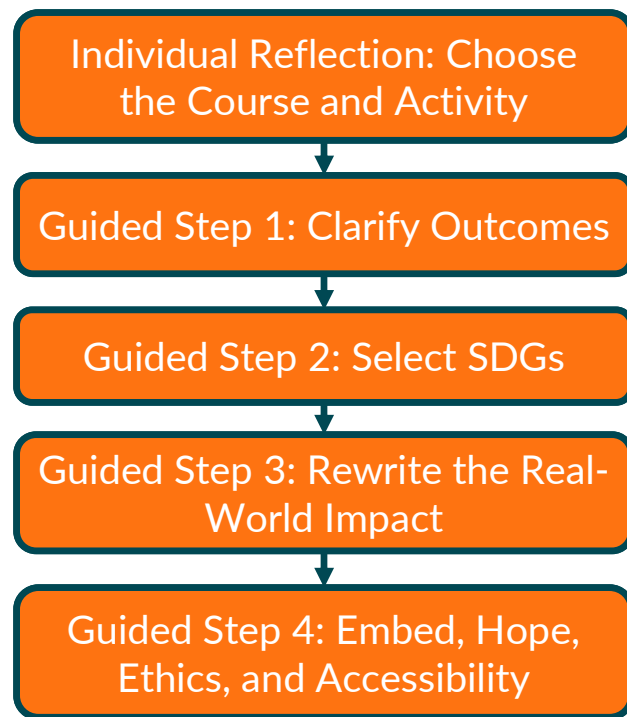 Individual Reflection: Choose
the Course and Activity
Guided Step 1: Clarify Outcomes
Guided Step 2: Select SDGs
Guided Step 3: Rewrite the Real-
World Impact
Guided Step 4: Embed, Hope,
Ethics, and Accessibility